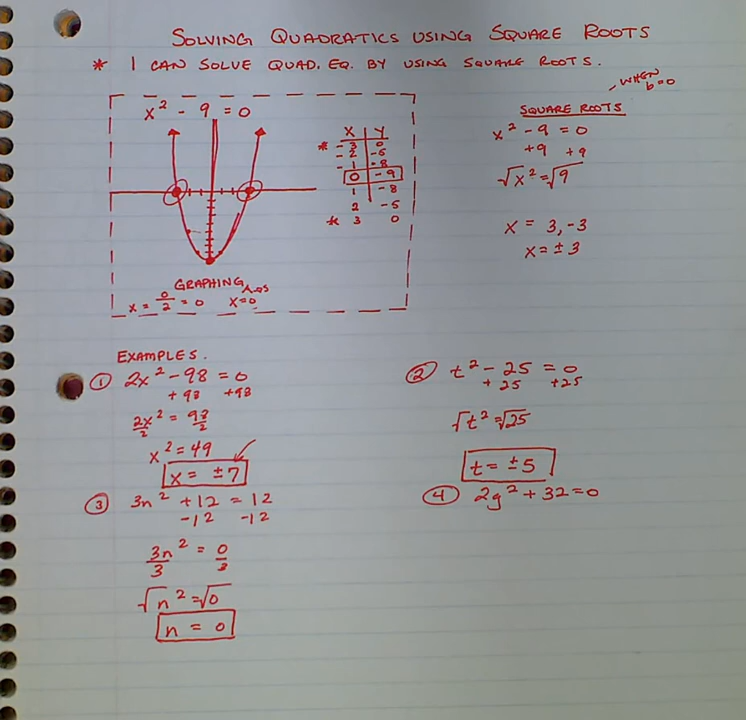 SOLVING QUADRATICS USING SQUARE ROOTS
* I CAN SOLVE QUAD. EQ. BY USING SQUARE ROOTS.
WHEN
b=0
x² - 9 = 0
X Y
* -3 0
-2 -5
-1 -8
0 -9
1 -8
2 -5
* 3 0
GRAPHING
AOS
x = 0/2 = 0 x=0
SQUARE ROOTS
x² - 9 = 0
+9 +9
√x² = √9
x = 3, -3
x = ±3
EXAMPLES.
① 2x² - 98 = 0
+98 +98
2x²/2 = 98/2
x² = 49
x = ±7
② t² - 25 = 0
+25 +25
√t² = √25
t = ±5
③ 3n² + 12 = 12
-12 -12
3n²/3 = 0/3
√n² = √0
n = 0
④ 2g² + 32 = 0